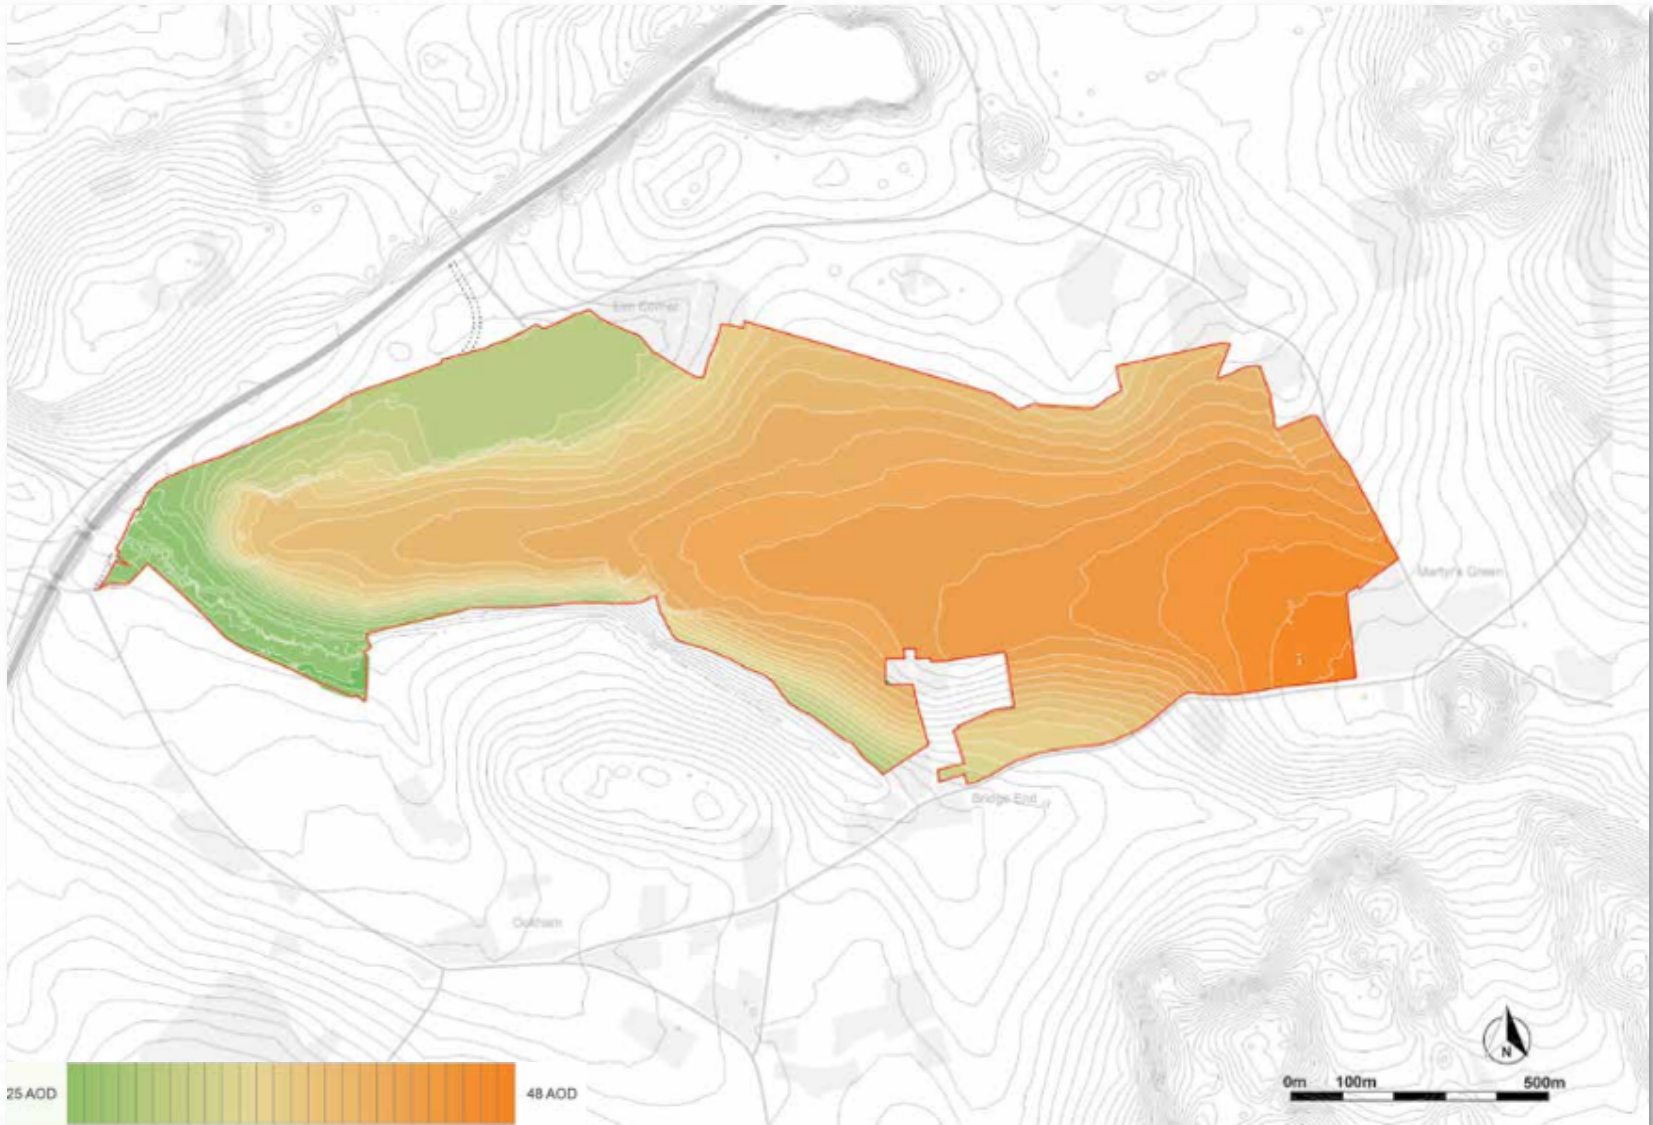 Elm Corner
Martyr's Green
Bridge End
Ockham
25 AOD
48 AOD
N
0m 100m 500m